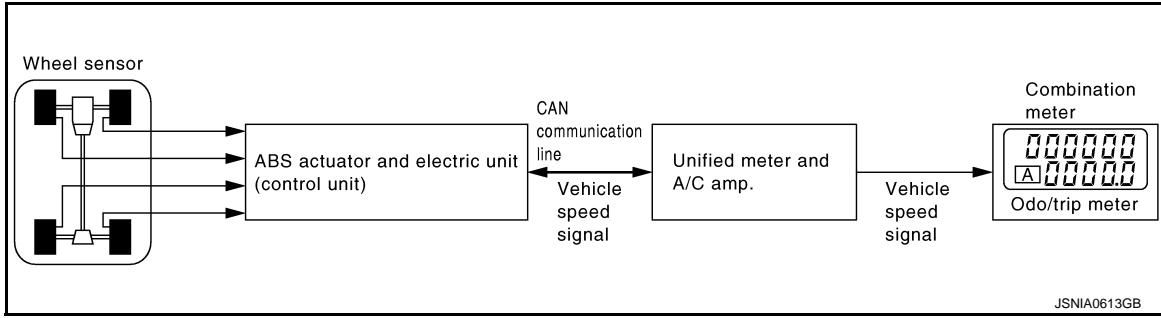 Wheel sensor
ABS actuator and electric unit
(control unit)
CAN
communication
line
Vehicle
speed
signal
Unified meter and
A/C amp.
Vehicle
speed
signal
Combination
meter
000000
A 0000.0
Odo/trip meter
JSNIA0613GB